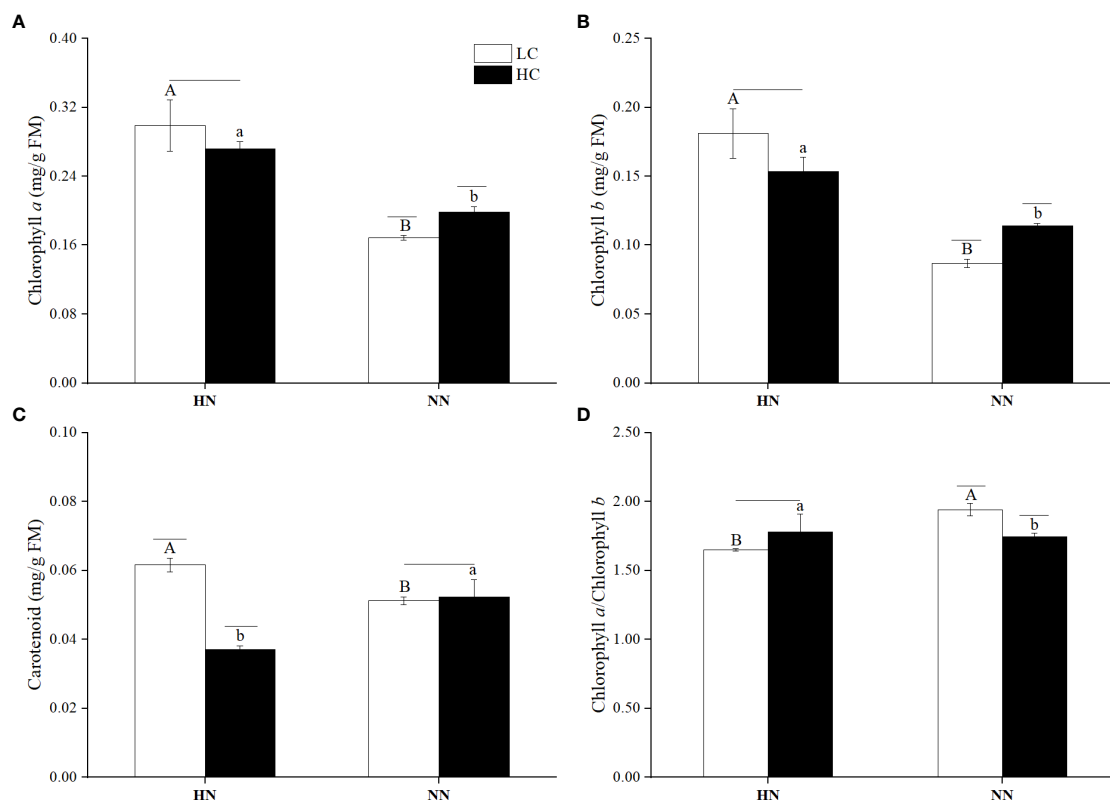 A
Chlorophyll a (mg/g FM)
0.40
0.32
0.24
0.16
0.08
0.00
LC
HC
A
a
B
b
HN
NN
B
Chlorophyll b (mg/g FM)
0.25
0.20
0.15
0.10
0.05
0.00
A
a
B
b
HN
NN
C
Carotenoid (mg/g FM)
0.10
0.08
0.06
0.04
0.02
0.00
A
b
B
a
HN
NN
D
Chlorophyll a/Chlorophyll b
2.50
2.00
1.50
1.00
0.50
0.00
B
a
A
b
HN
NN